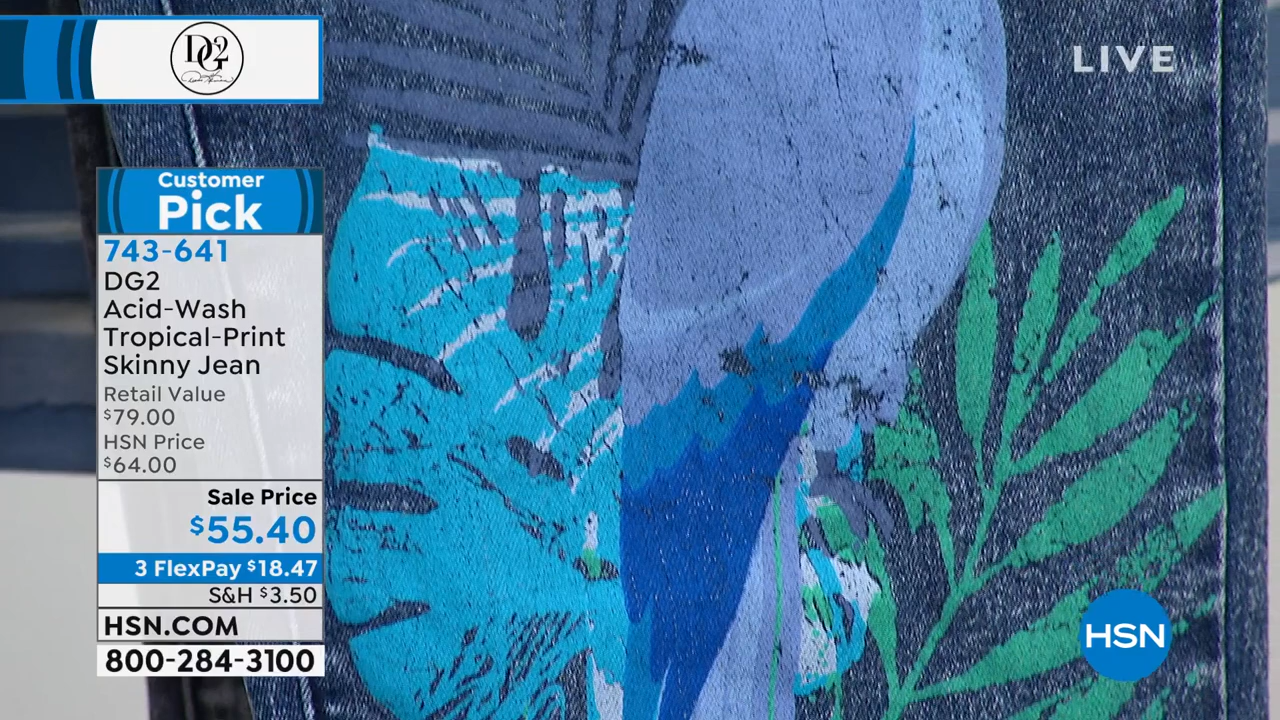 DG2
LIVE
Customer
Pick
743-641
DG2
Acid-Wash
Tropical-Print
Skinny Jean
Retail Value
$79.00
HSN Price
$64.00
Sale Price
$55.40
3 FlexPay $18.47
S&H $3.50
HSN.COM
800-284-3100
HSN